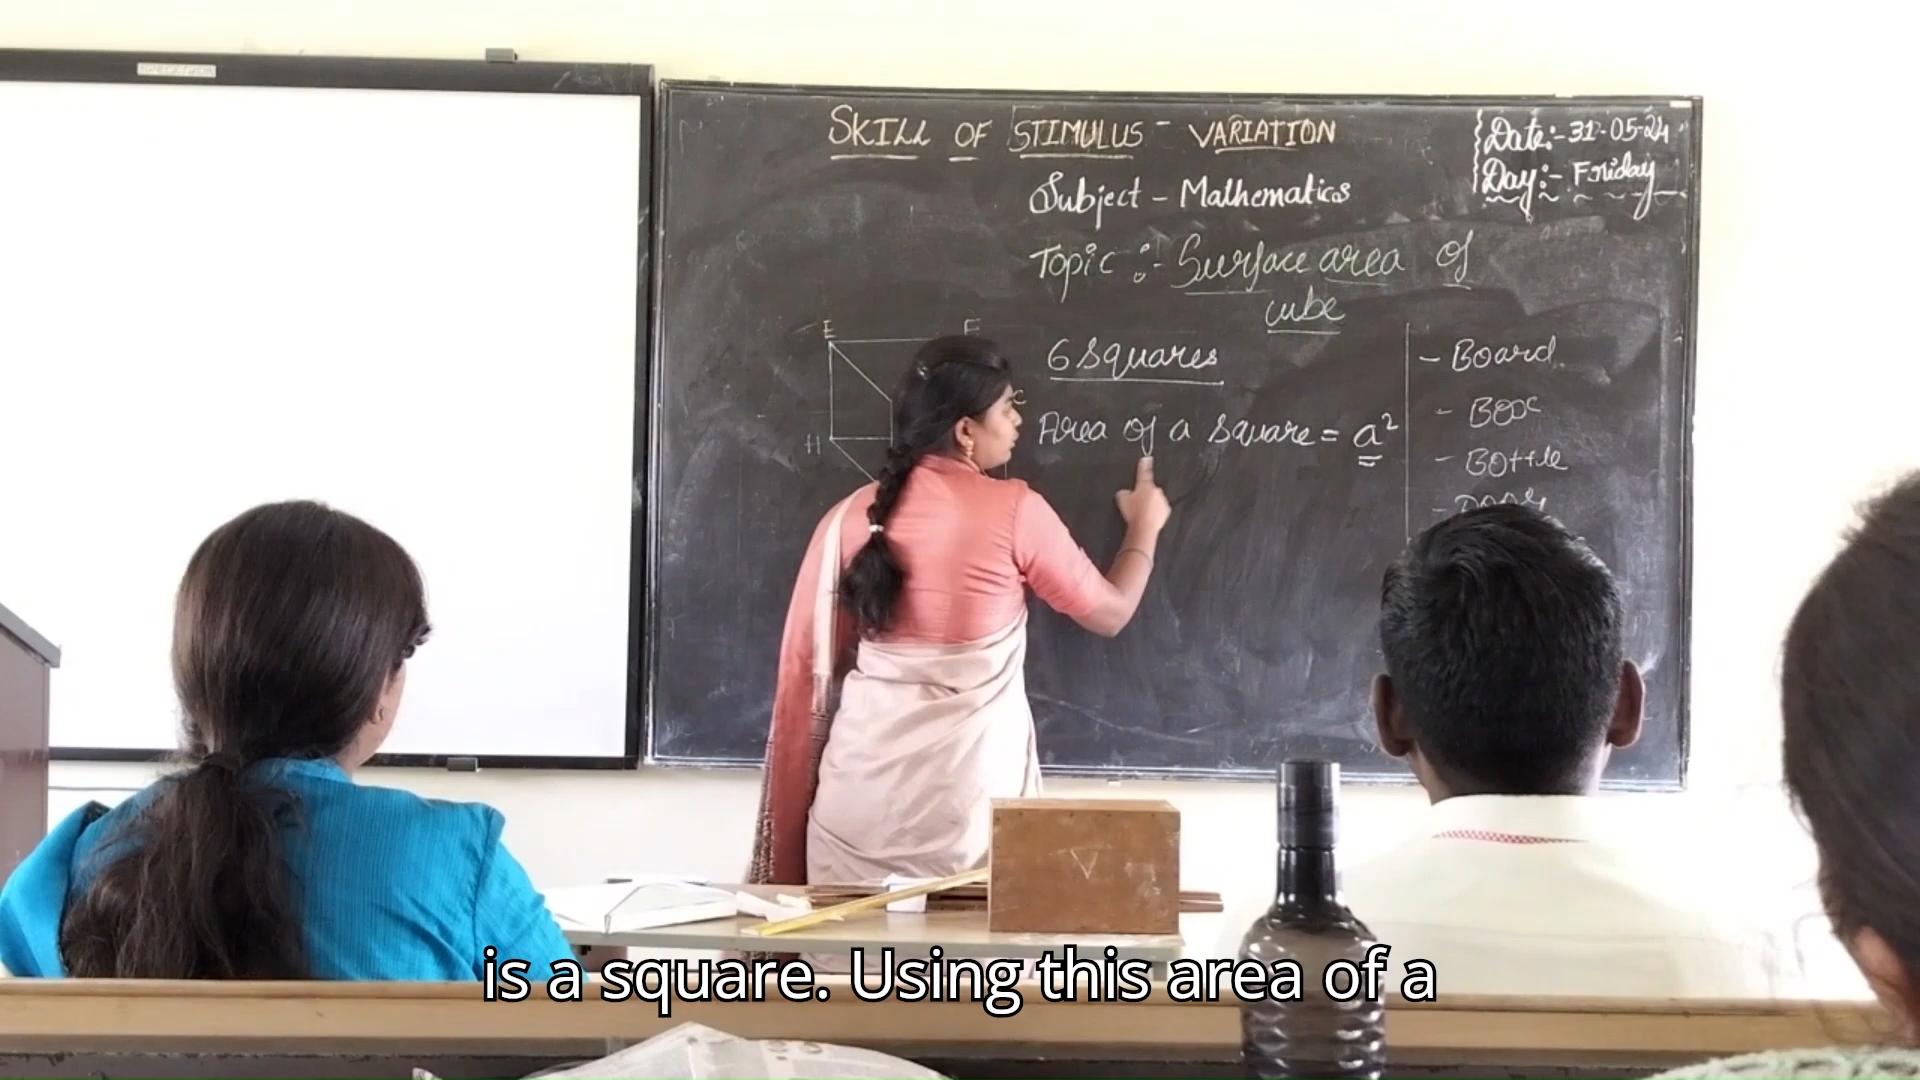 SKILL OF STIMULUS - VARIATION
Date:- 31-05-24
Day:- Friday
Subject - Mathematics
Topic :- Surface area of
cube
E F
C
H
6 squares
Area of a square = a²
- Board
- Box
- Bottle
is a square. Using this area of a